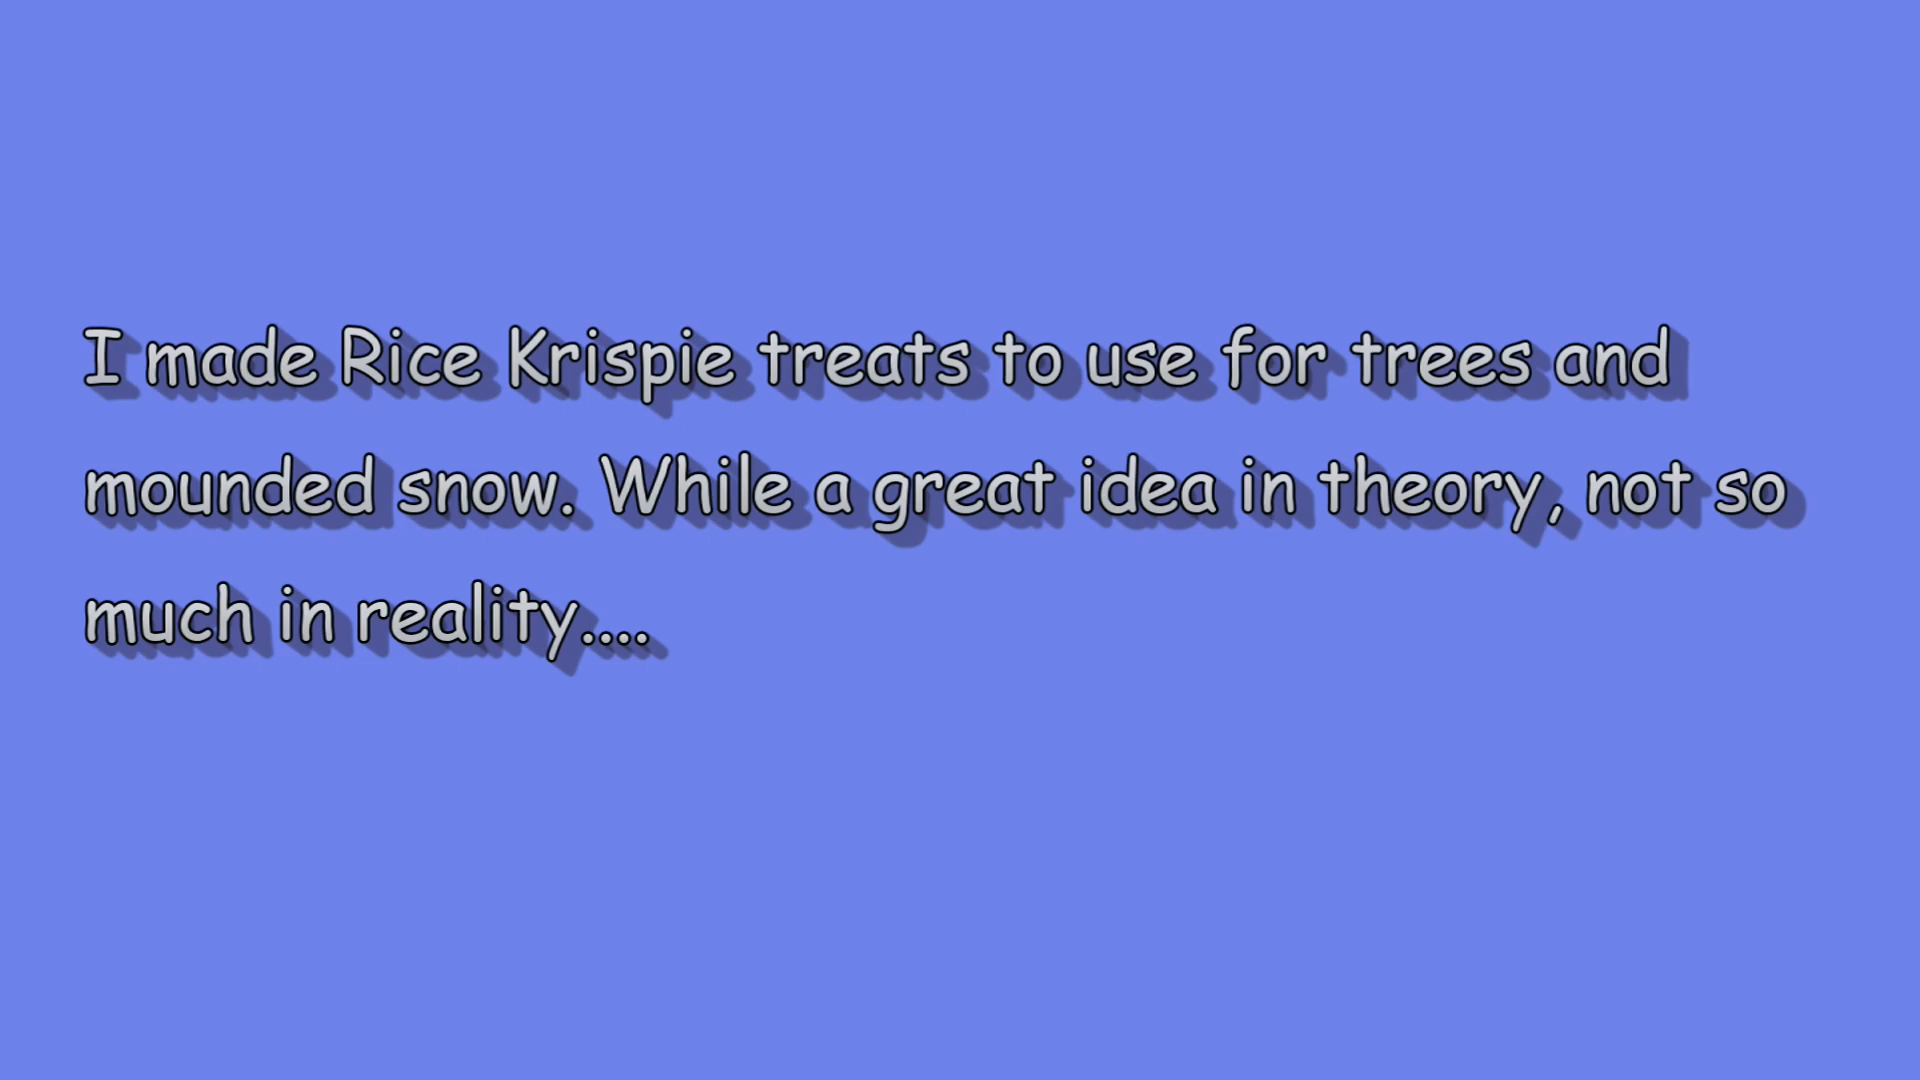 I made Rice Krispie treats to use for trees and
mounded snow. While a great idea in theory, not so
much in reality....